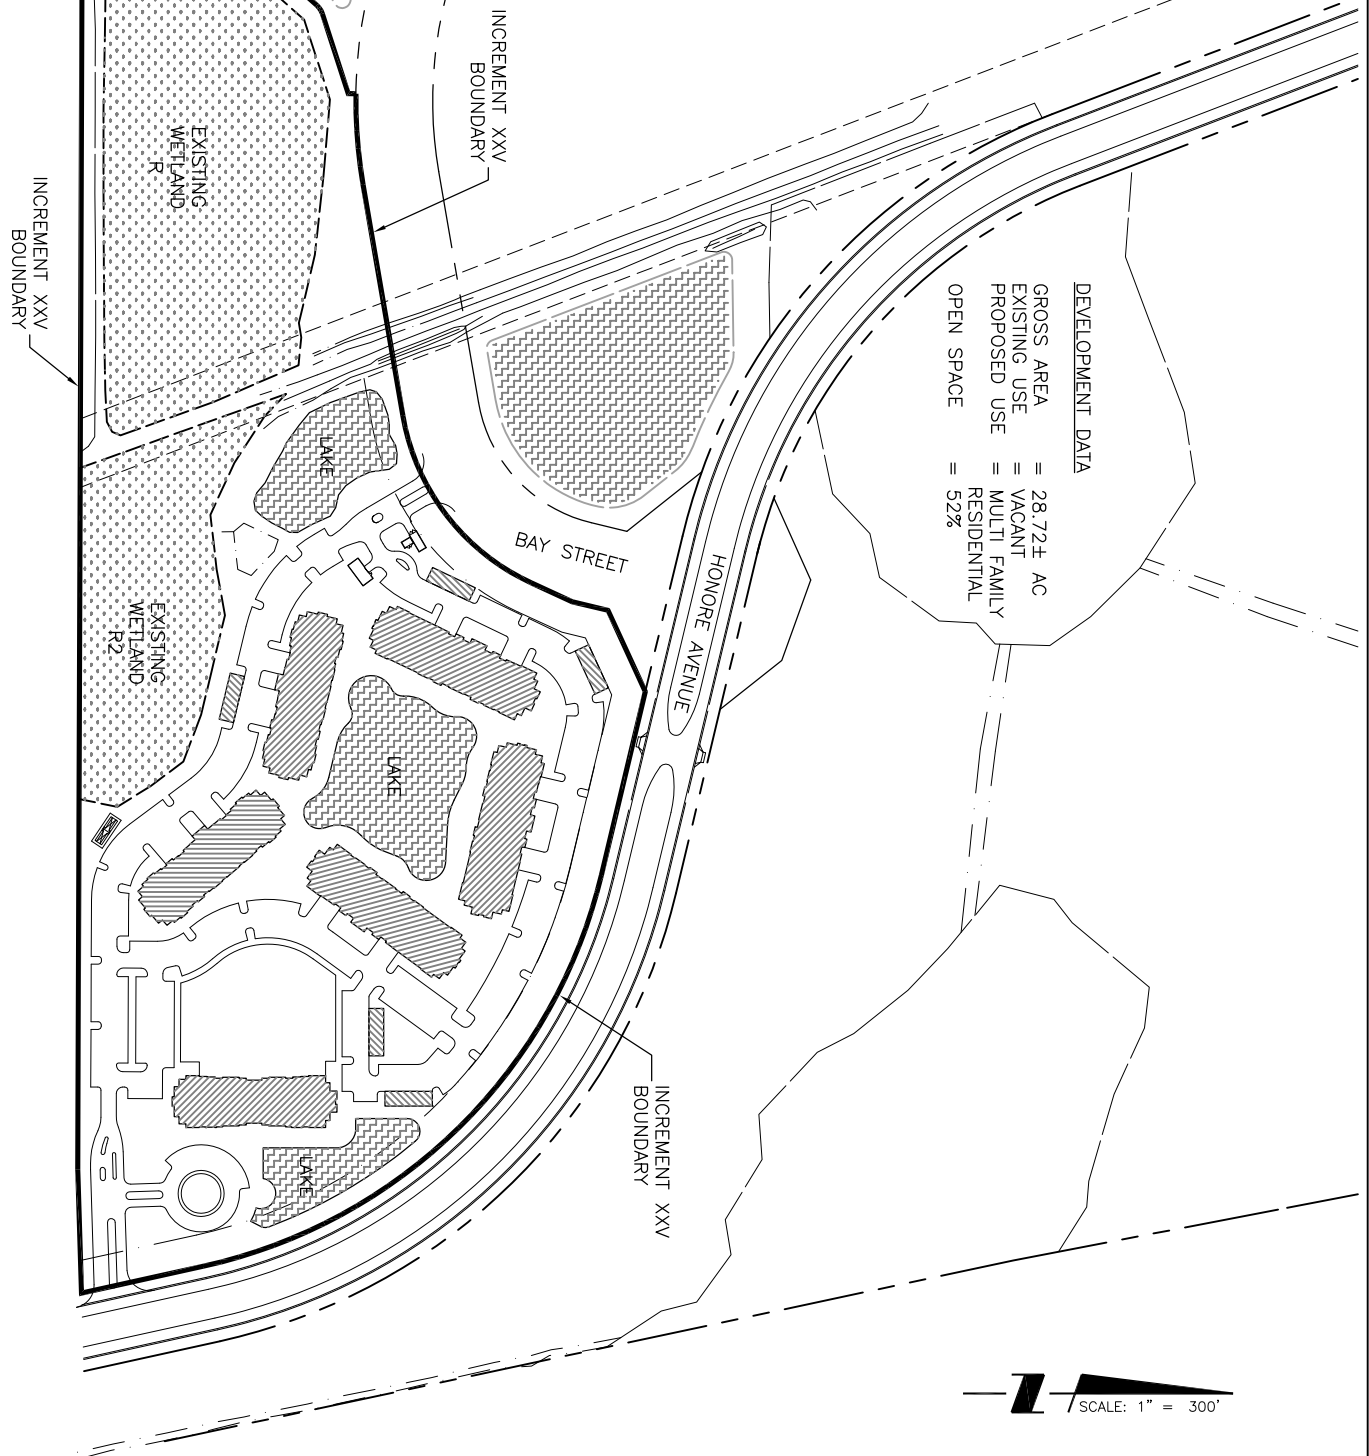 INCREMENT XXV
BOUNDARY
EXISTING
WETLAND
R
INCREMENT XXV
BOUNDARY
DEVELOPMENT DATA
GROSS AREA = 28.72± AC
EXISTING USE = VACANT
PROPOSED USE = MULTI FAMILY
RESIDENTIAL
OPEN SPACE = 52%
LAKE
BAY STREET
HONORE AVENUE
EXISTING
WETLAND
R2
LAKE
INCREMENT XXV
BOUNDARY
LAKE
Z
SCALE: 1" = 300'